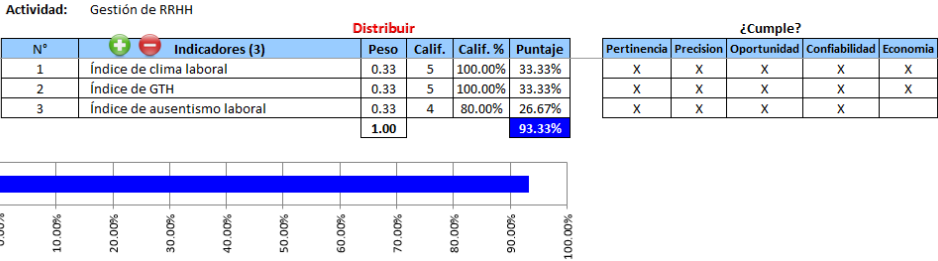 Actividad: Gestión de RRHH
Distribuir ¿Cumple?
N° Indicadores (3) Peso Calif. Calif. % Puntaje Pertinencia Precision Oportunidad Confiabilidad Economia
1 Índice de clima laboral 0.33 5 100.00% 33.33% X X X X X
2 Índice de GTH 0.33 5 100.00% 33.33% X X X X X
3 Índice de ausentismo laboral 0.33 4 80.00% 26.67% X X X X
1.00 93.33%
0.00% 10.00% 20.00% 30.00% 40.00% 50.00% 60.00% 70.00% 80.00% 90.00% 100.00%